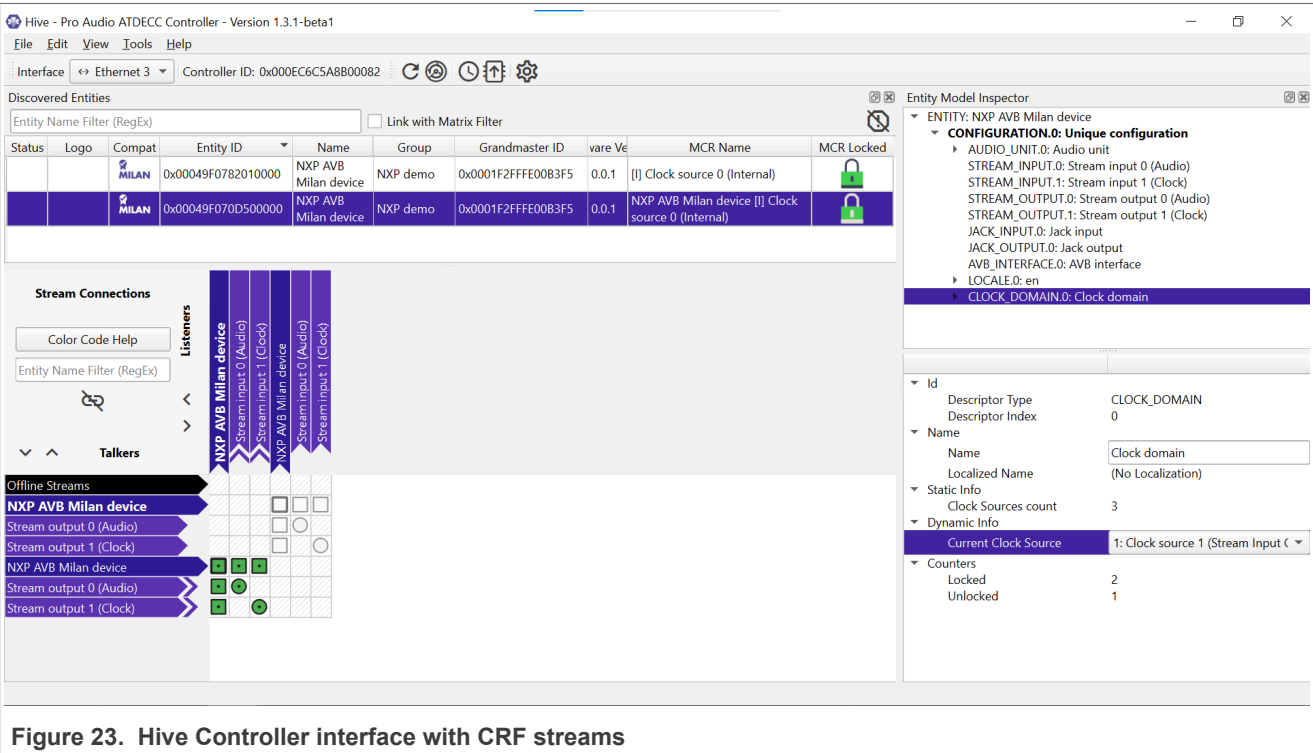 Hive - Pro Audio ATDECC Controller - Version 1.3.1-beta1
File Edit View Tools Help
Interface Ethernet 3 Controller ID: 0x000EC6C5A8B00082
Discovered Entities
Entity Name Filter (RegEx) Link with Matrix Filter
Status Logo Compat Entity ID Name Group Grandmaster ID vare Ve MCR Name MCR Locked
MILAN 0x00049F0782010000 NXP AVB Milan device NXP demo 0x0001F2FFFE00B3F5 0.0.1 [I] Clock source 0 (Internal)
MILAN 0x00049F070D500000 NXP AVB Milan device NXP demo 0x0001F2FFFE00B3F5 0.0.1 NXP AVB Milan device [I] Clock source 0 (Internal)
Stream Connections
Color Code Help
Entity Name Filter (RegEx)
Talkers
Listeners
NXP AVB Milan device
Stream input 0 (Audio)
Stream input 1 (Clock)
NXP AVB Milan device
Stream input 0 (Audio)
Stream input 1 (Clock)
Offline Streams
NXP AVB Milan device
Stream output 0 (Audio)
Stream output 1 (Clock)
NXP AVB Milan device
Stream output 0 (Audio)
Stream output 1 (Clock)
Entity Model Inspector
ENTITY: NXP AVB Milan device
CONFIGURATION.0: Unique configuration
AUDIO_UNIT.0: Audio unit
STREAM_INPUT.0: Stream input 0 (Audio)
STREAM_INPUT.1: Stream input 1 (Clock)
STREAM_OUTPUT.0: Stream output 0 (Audio)
STREAM_OUTPUT.1: Stream output 1 (Clock)
JACK_INPUT.0: Jack input
JACK_OUTPUT.0: Jack output
AVB_INTERFACE.0: AVB interface
LOCALE.0: en
CLOCK_DOMAIN.0: Clock domain
Id
Descriptor Type CLOCK_DOMAIN
Descriptor Index 0
Name
Name Clock domain
Localized Name (No Localization)
Static Info
Clock Sources count 3
Dynamic Info
Current Clock Source 1: Clock source 1 (Stream Input (
Counters
Locked 2
Unlocked 1
Figure 23. Hive Controller interface with CRF streams